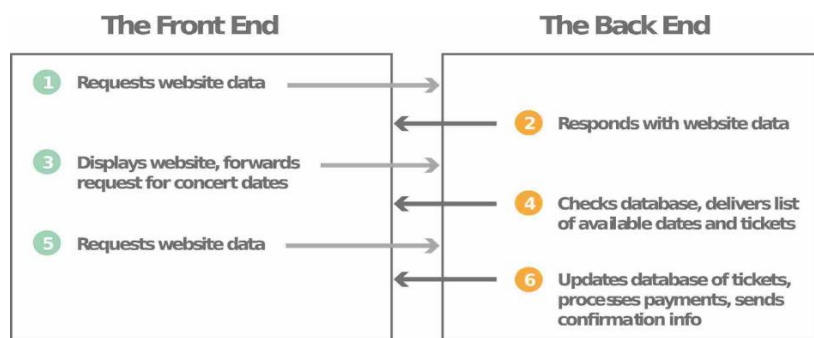 The Front End
The Back End
1 Requests website data
2 Responds with website data
3 Displays website, forwards
request for concert dates
4 Checks database, delivers list
of available dates and tickets
5 Requests website data
6 Updates database of tickets,
processes payments, sends
confirmation info